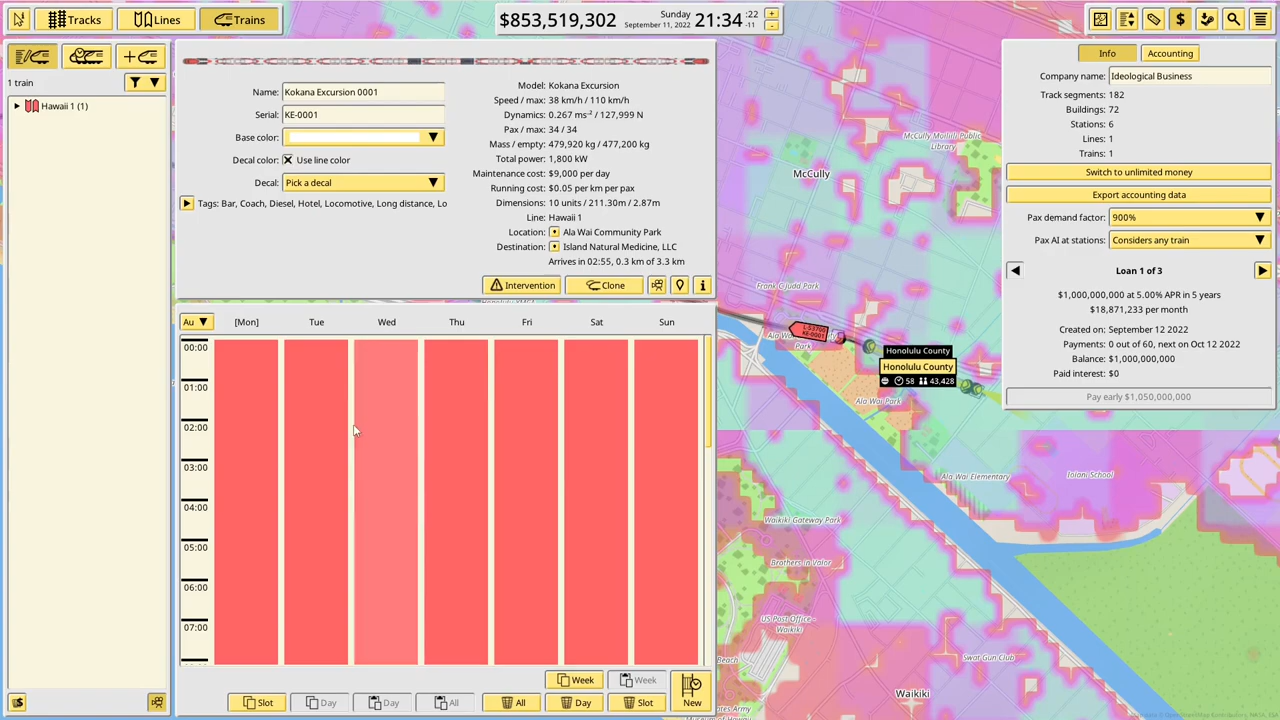 Tracks
Lines
Trains
$853,519,302
Sunday
September 11, 2022
21:34
:22
-11
+
-
$
1 train
Hawaii 1 (1)
Name:
Kokana Excursion 0001
Serial:
KE-0001
Base color:
Decal color:
Use line color
Decal:
Pick a decal
Tags: Bar, Coach, Diesel, Hotel, Locomotive, Long distance, Lo
Model: Kokana Excursion
Speed / max: 38 km/h / 110 km/h
Dynamics: 0.267 ms⁻² / 127,999 N
Pax / max: 34 / 34
Mass / empty: 479,920 kg / 477,200 kg
Total power: 1,800 kW
Maintenance cost: $9,000 per day
Running cost: $0.05 per km per pax
Dimensions: 10 units / 211.30m / 2.87m
Line: Hawaii 1
Location: Ala Wai Community Park
Destination: Island Natural Medicine, LLC
Arrives in 02:55, 0.3 km of 3.3 km
Intervention
Clone
Au
[Mon]
Tue
Wed
Thu
Fri
Sat
Sun
00:00
01:00
02:00
03:00
04:00
05:00
06:00
07:00
Week
Week
Slot
Day
Day
All
All
Day
Slot
New
McCully Moiliili Public
Library
McCully
Frank C Judd Park
Honolulu County
Honolulu County
58
43,428
Ala Wai Park
Ala Wai Elementary
Iolani School
Waikiki Gateway Park
Brothers in Valor
US Post Office -
Waikiki
Swat Gun Club
Beach
Waikiki
Info
Accounting
Company name:
Ideological Business
Track segments: 182
Buildings: 72
Stations: 6
Lines: 1
Trains: 1
Switch to unlimited money
Export accounting data
Pax demand factor:
900%
Pax AI at stations:
Considers any train
Loan 1 of 3
$1,000,000,000 at 5.00% APR in 5 years
$18,871,233 per month
Created on: September 12 2022
Payments: 0 out of 60, next on Oct 12 2022
Balance: $1,000,000,000
Paid interest: $0
Pay early $1,050,000,000